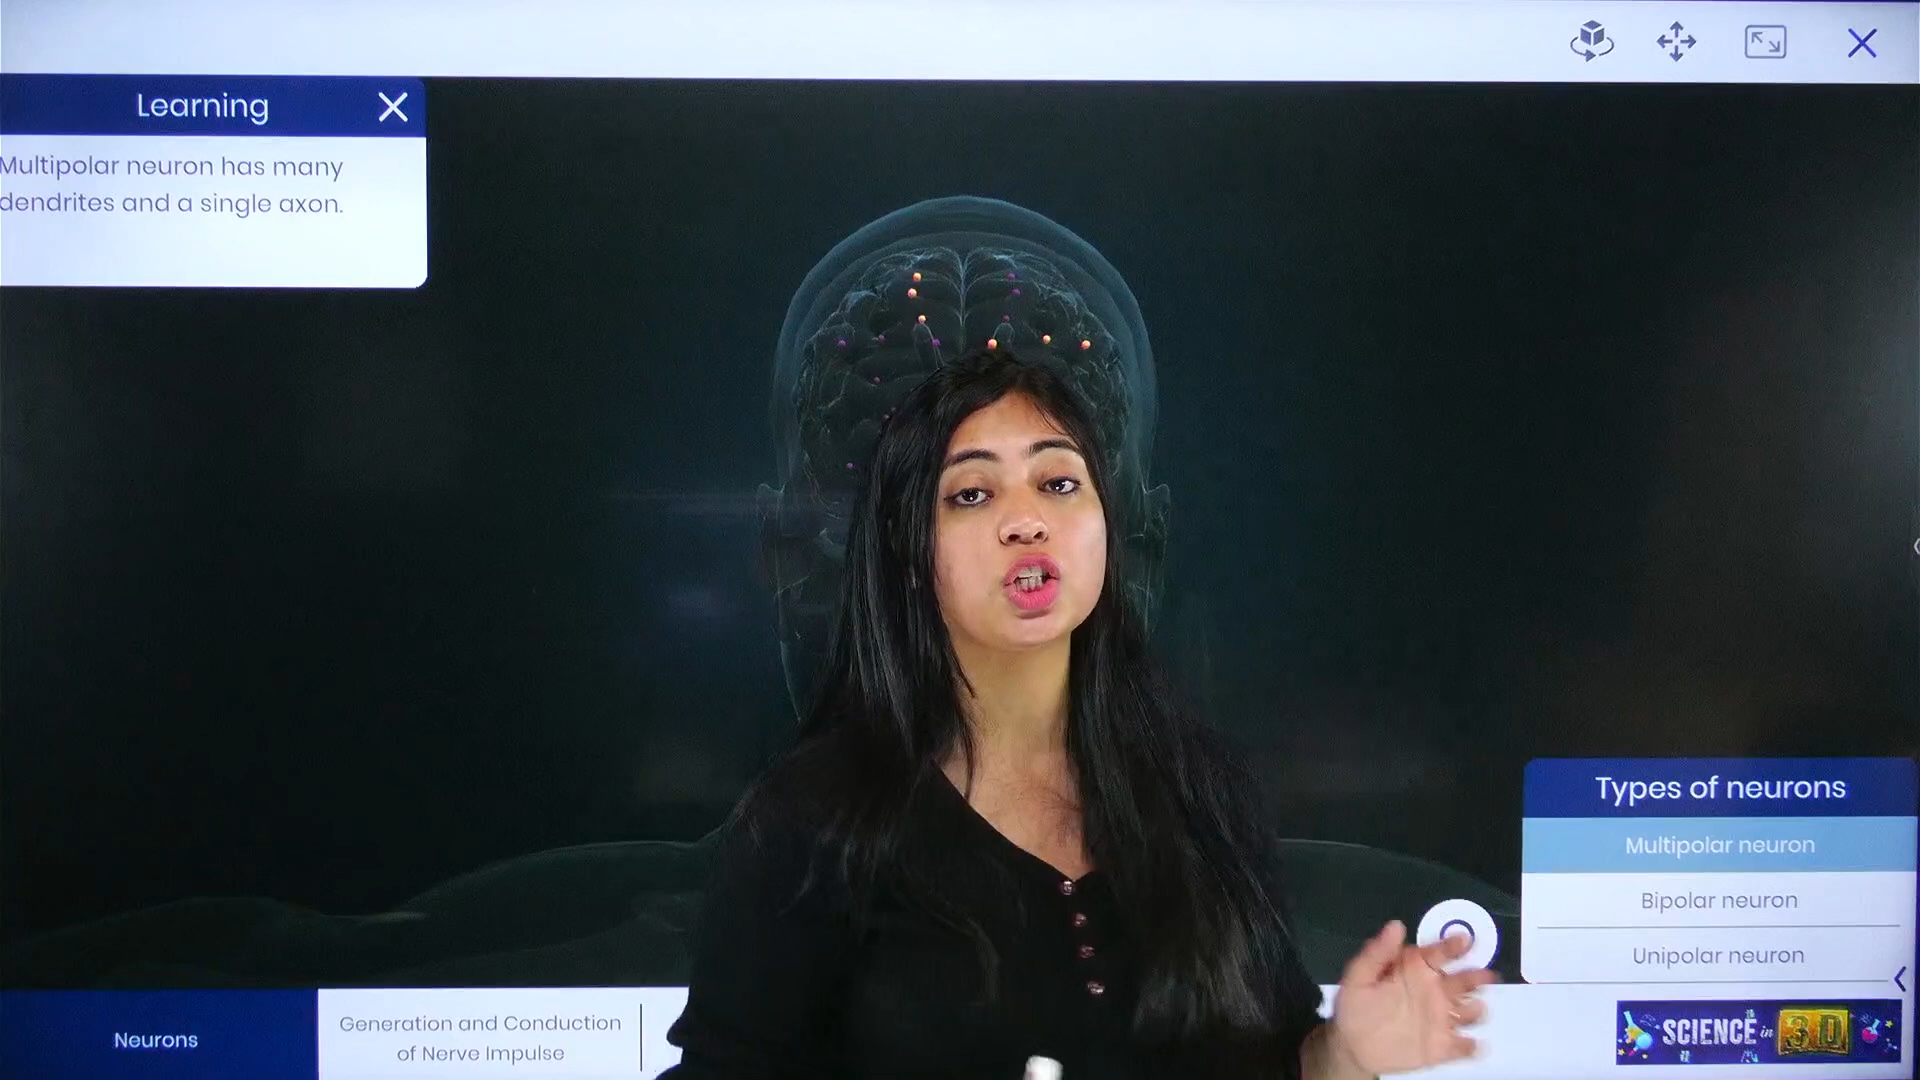 Learning
Multipolar neuron has many
dendrites and a single axon.
Types of neurons
Multipolar neuron
Bipolar neuron
Unipolar neuron
Neurons
Generation and Conduction
of Nerve Impulse
SCIENCE in 3D